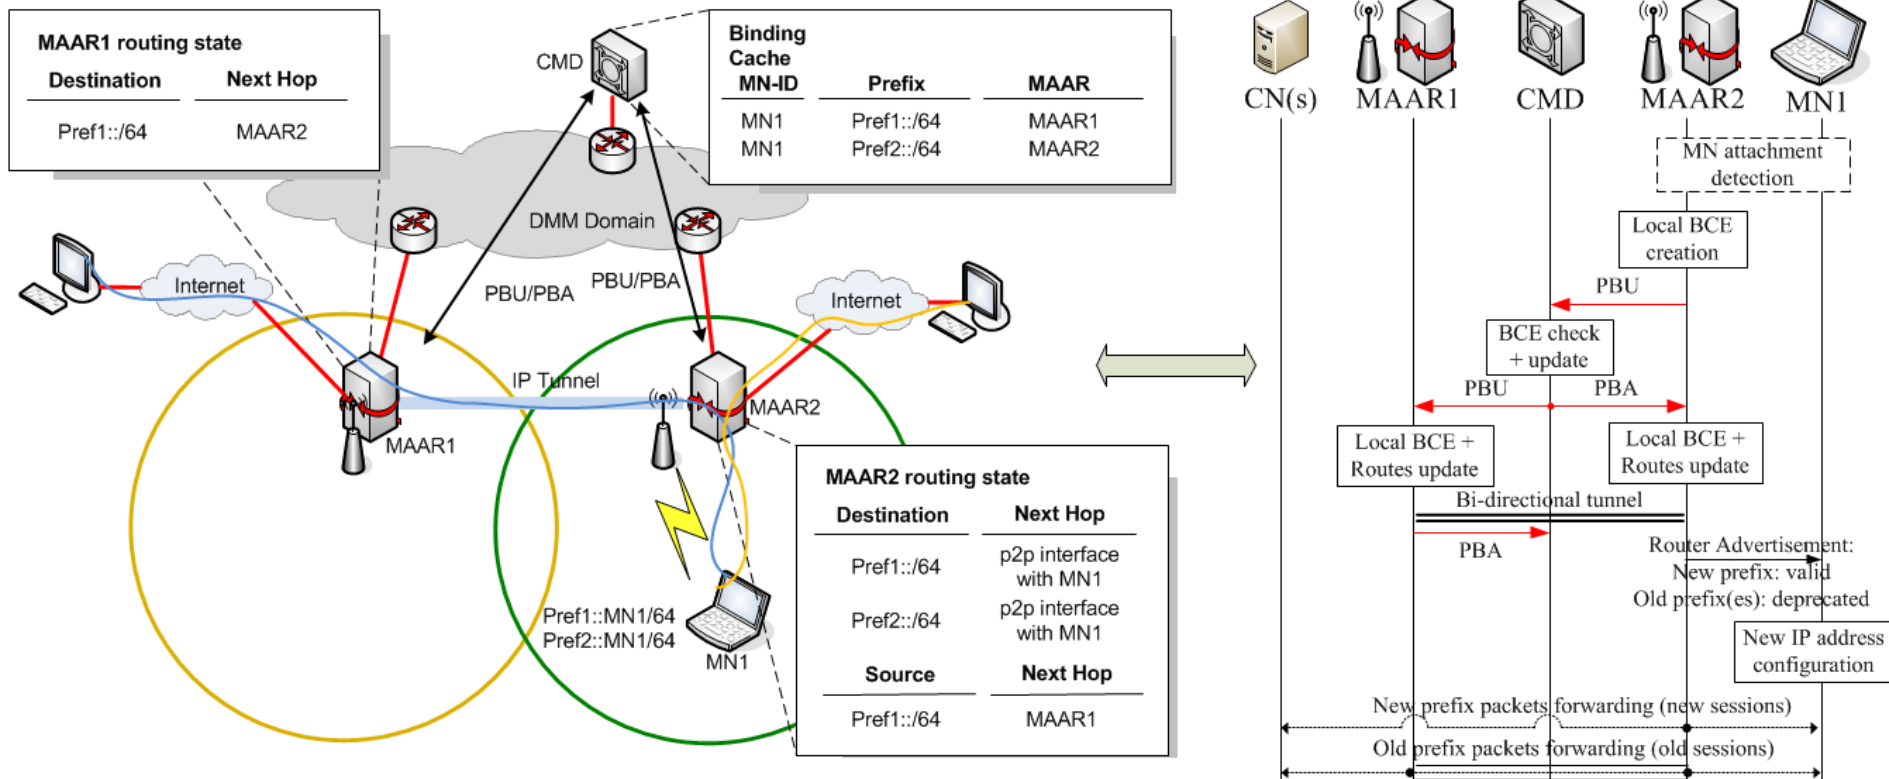 MAAR1 routing state
Destination Next Hop
Pref1::/64 MAAR2
CMD
Binding
Cache
MN-ID Prefix MAAR
MN1 Pref1::/64 MAAR1
MN1 Pref2::/64 MAAR2
DMM Domain
Internet
PBU/PBA
PBU/PBA
Internet
IP Tunnel
MAAR1
MAAR2
Pref1::MN1/64
Pref2::MN1/64
MN1
MAAR2 routing state
Destination Next Hop
Pref1::/64 p2p interface
with MN1
Pref2::/64 p2p interface
with MN1
Source Next Hop
Pref1::/64 MAAR1
CN(s) MAAR1 CMD MAAR2 MN1
MN attachment
detection
Local BCE
creation
PBU
BCE check
+ update
PBU PBA
Local BCE +
Routes update
Local BCE +
Routes update
Bi-directional tunnel
PBA
Router Advertisement:
New prefix: valid
Old prefix(es): deprecated
New IP address
configuration
New prefix packets forwarding (new sessions)
Old prefix packets forwarding (old sessions)